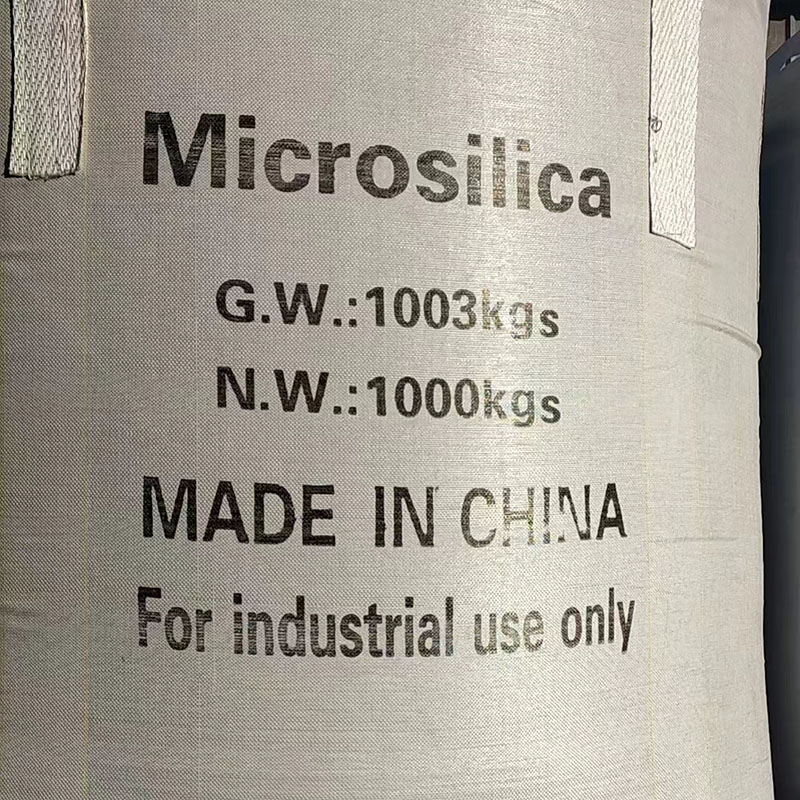 Microsilica
G.W.:1003kgs
N.W.:1000kgs
MADE IN CHINA
For industrial use only